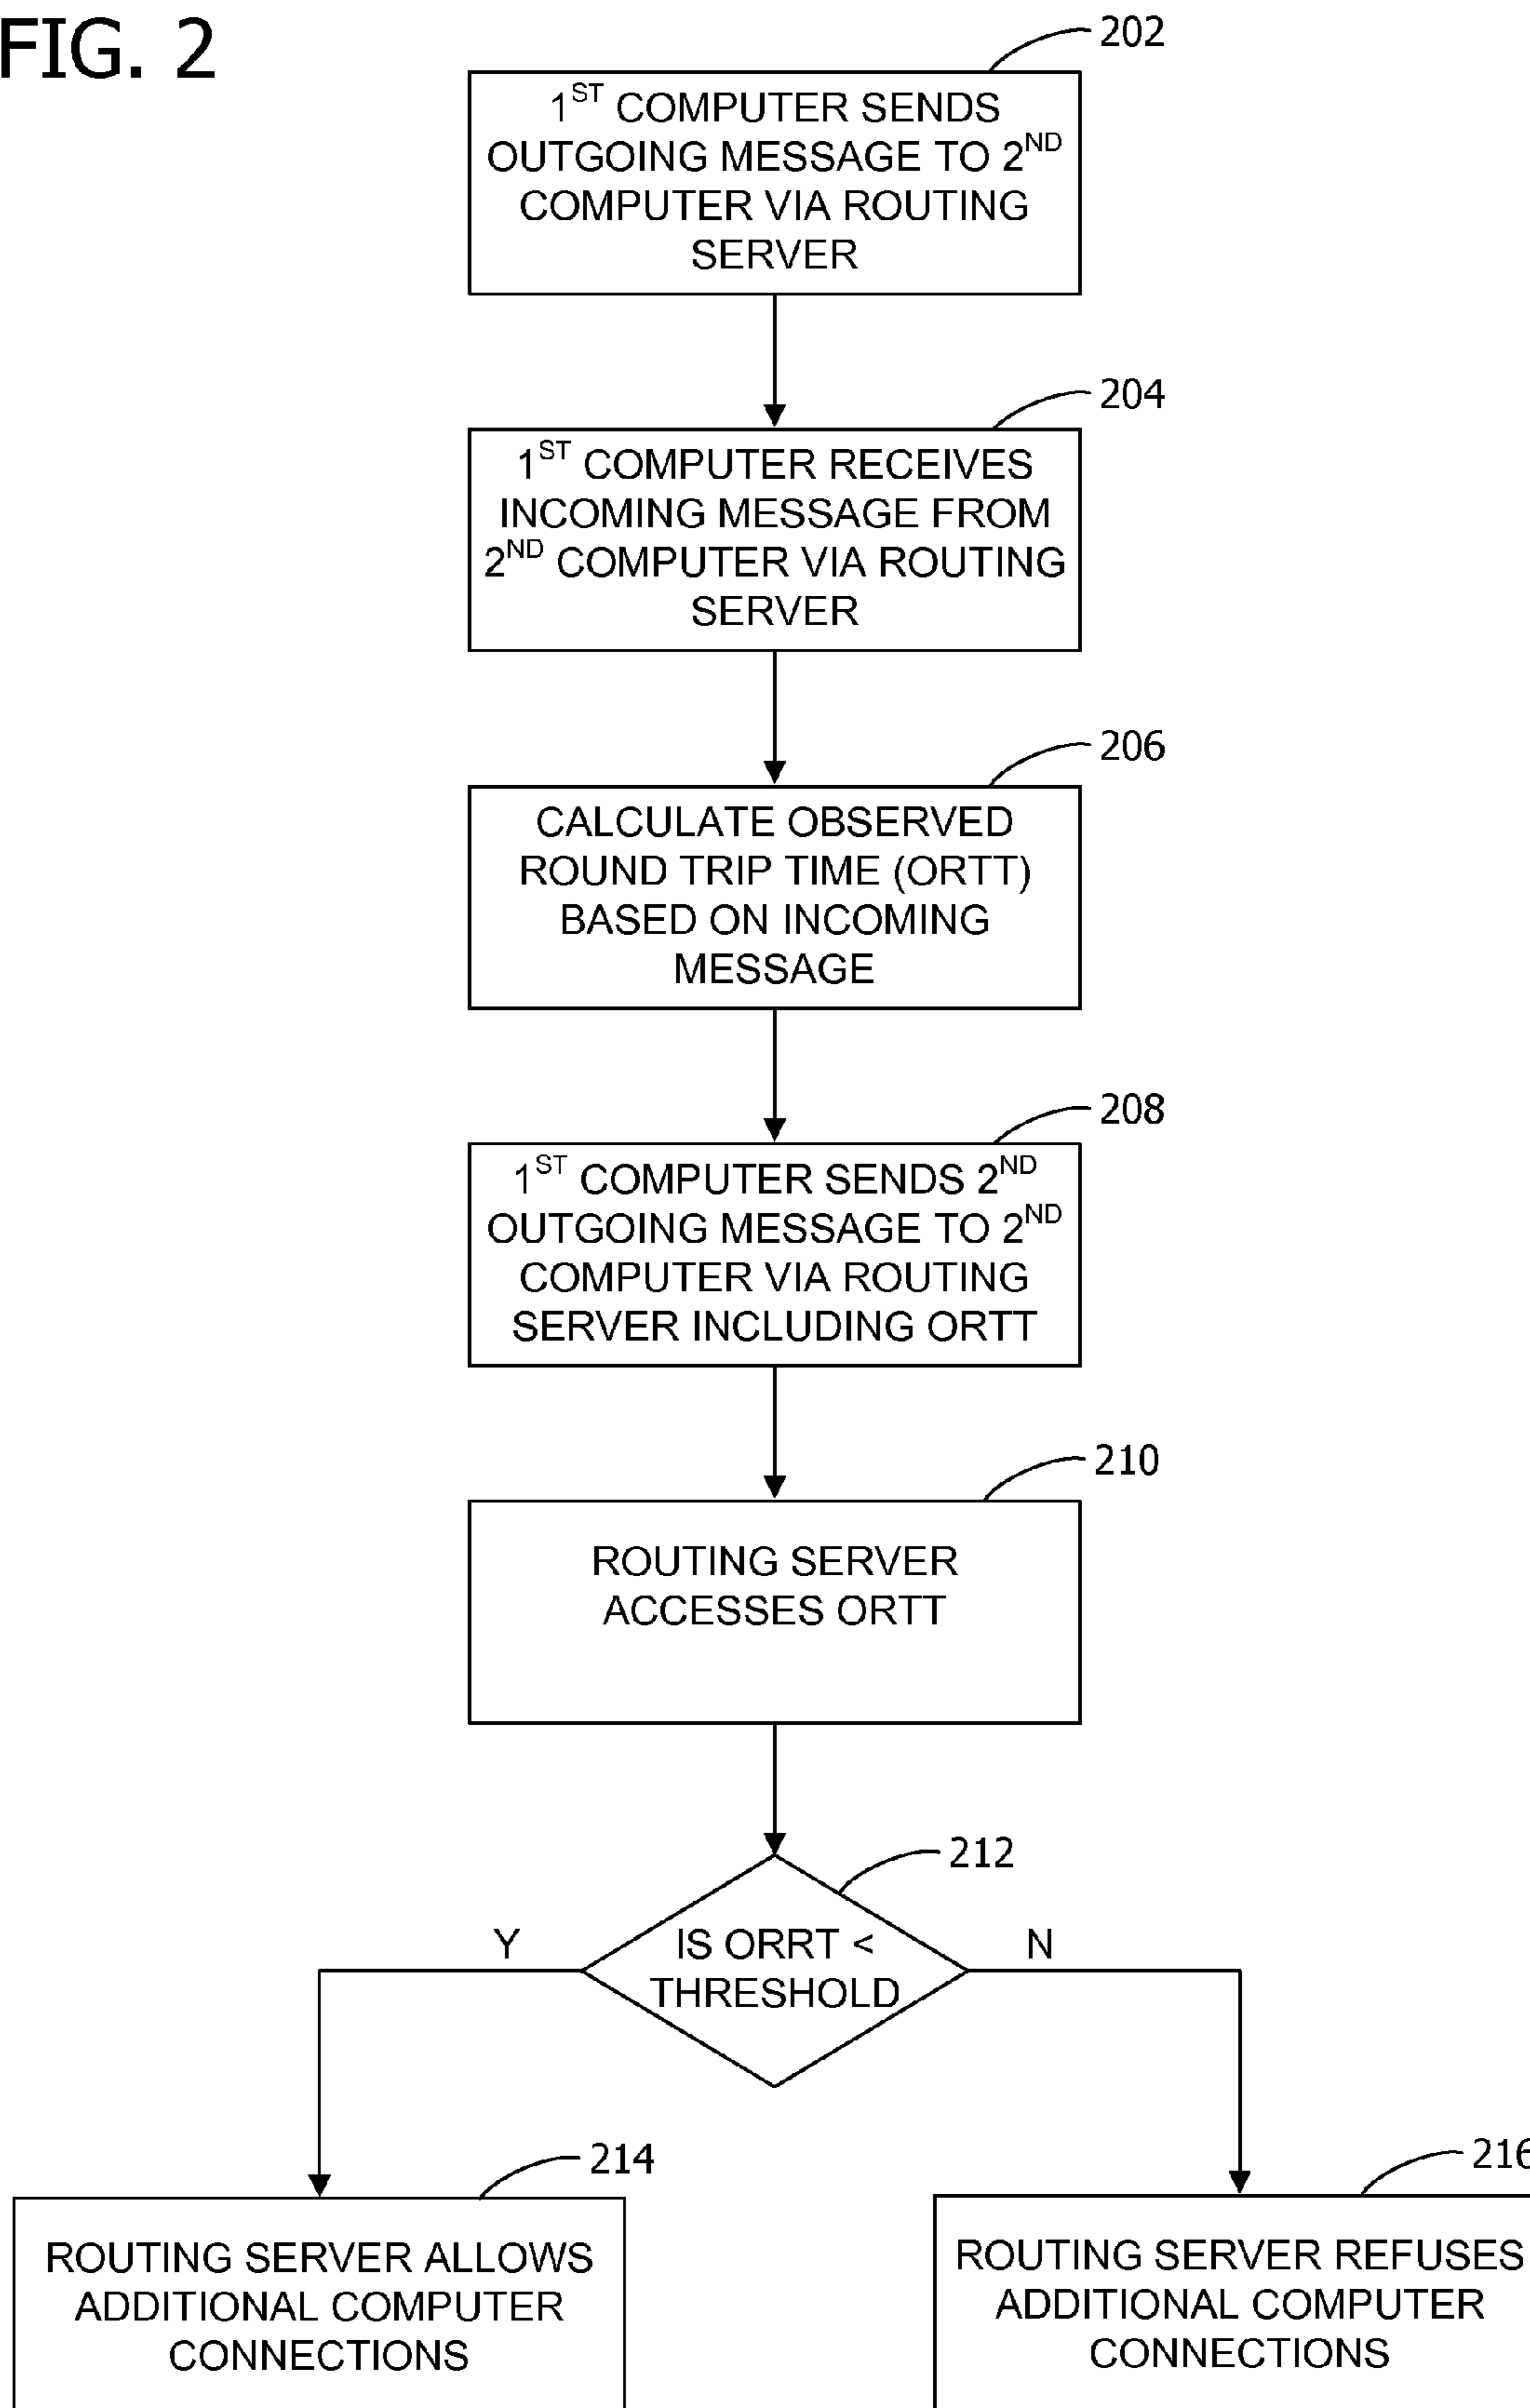 FIG. 2
202
1ST COMPUTER SENDS
OUTGOING MESSAGE TO 2ND
COMPUTER VIA ROUTING
SERVER
204
1ST COMPUTER RECEIVES
INCOMING MESSAGE FROM
2ND COMPUTER VIA ROUTING
SERVER
206
CALCULATE OBSERVED
ROUND TRIP TIME (ORTT)
BASED ON INCOMING
MESSAGE
208
1ST COMPUTER SENDS 2ND
OUTGOING MESSAGE TO 2ND
COMPUTER VIA ROUTING
SERVER INCLUDING ORTT
210
ROUTING SERVER
ACCESSES ORTT
212
Y
IS ORRT <
THRESHOLD
N
214
ROUTING SERVER ALLOWS
ADDITIONAL COMPUTER
CONNECTIONS
216
ROUTING SERVER REFUSES
ADDITIONAL COMPUTER
CONNECTIONS